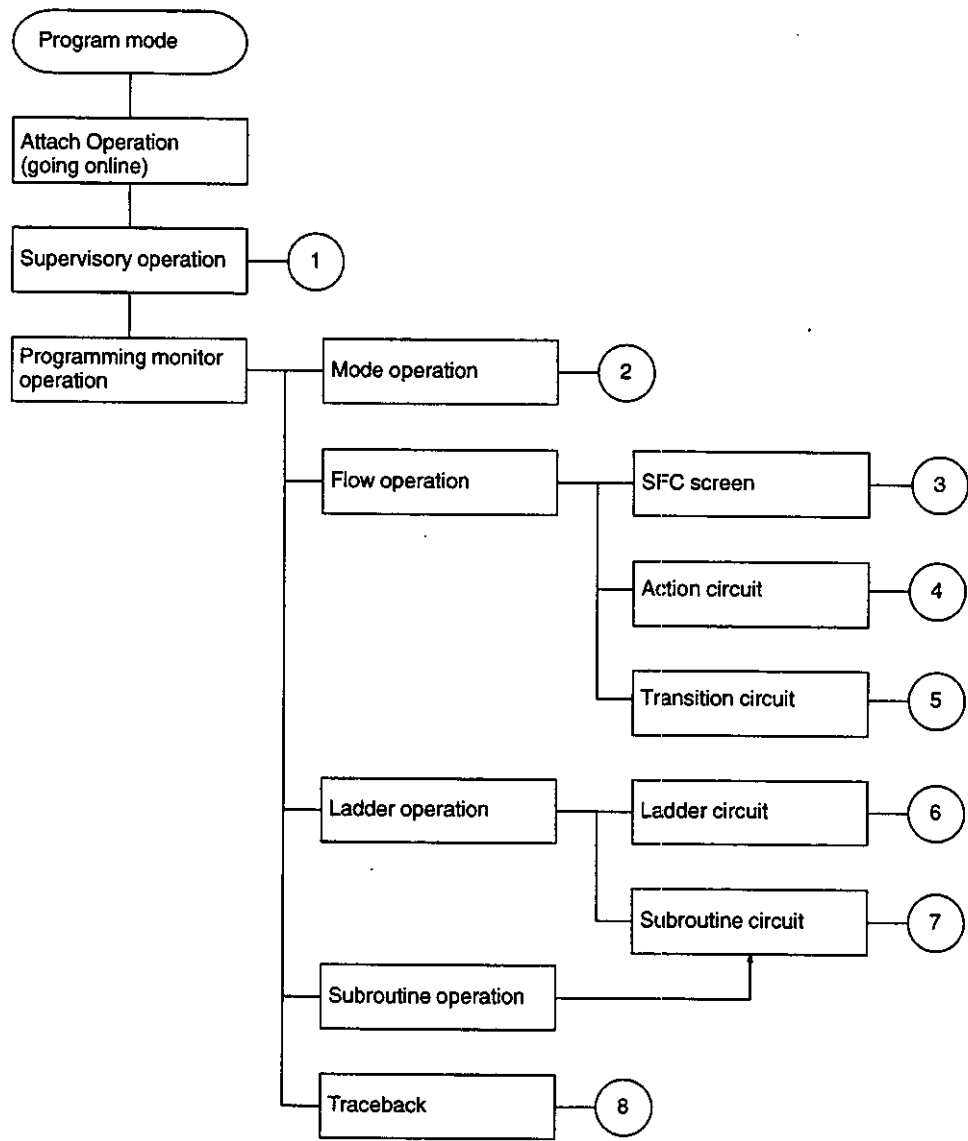 Program mode
Attach Operation
(going online)
Supervisory operation
1
Programming monitor
operation
Mode operation
2
Flow operation
SFC screen
3
Action circuit
4
Transition circuit
5
Ladder operation
Ladder circuit
6
Subroutine circuit
7
Subroutine operation
Traceback
8